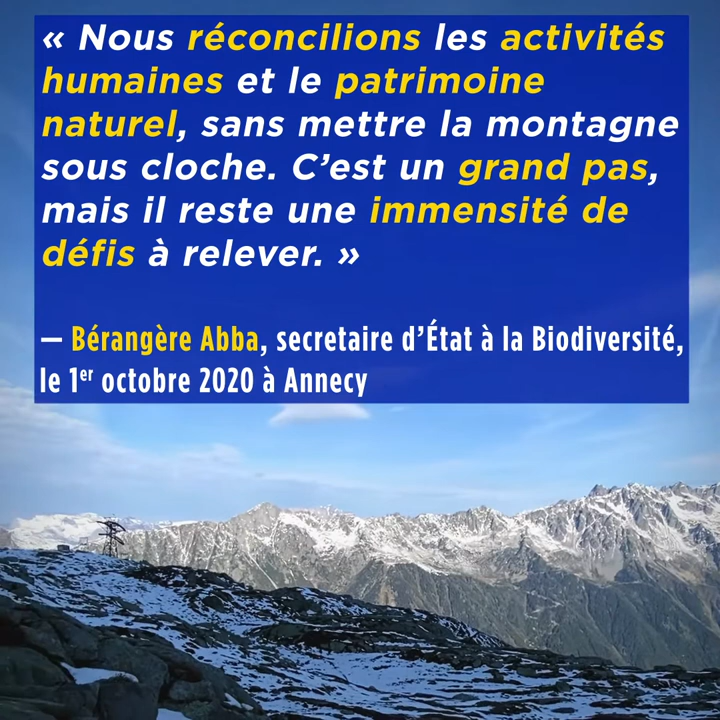 « Nous réconcilions les activités
humaines et le patrimoine
naturel, sans mettre la montagne
sous cloche. C’est un grand pas,
mais il reste une immensité de
défis à relever. »
— Bérangère Abba, secretaire d’État à la Biodiversité,
le 1er octobre 2020 à Annecy